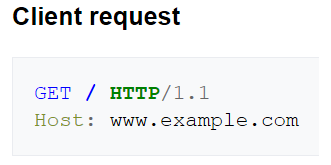 Client request
GET / HTTP/1.1
Host: www.example.com